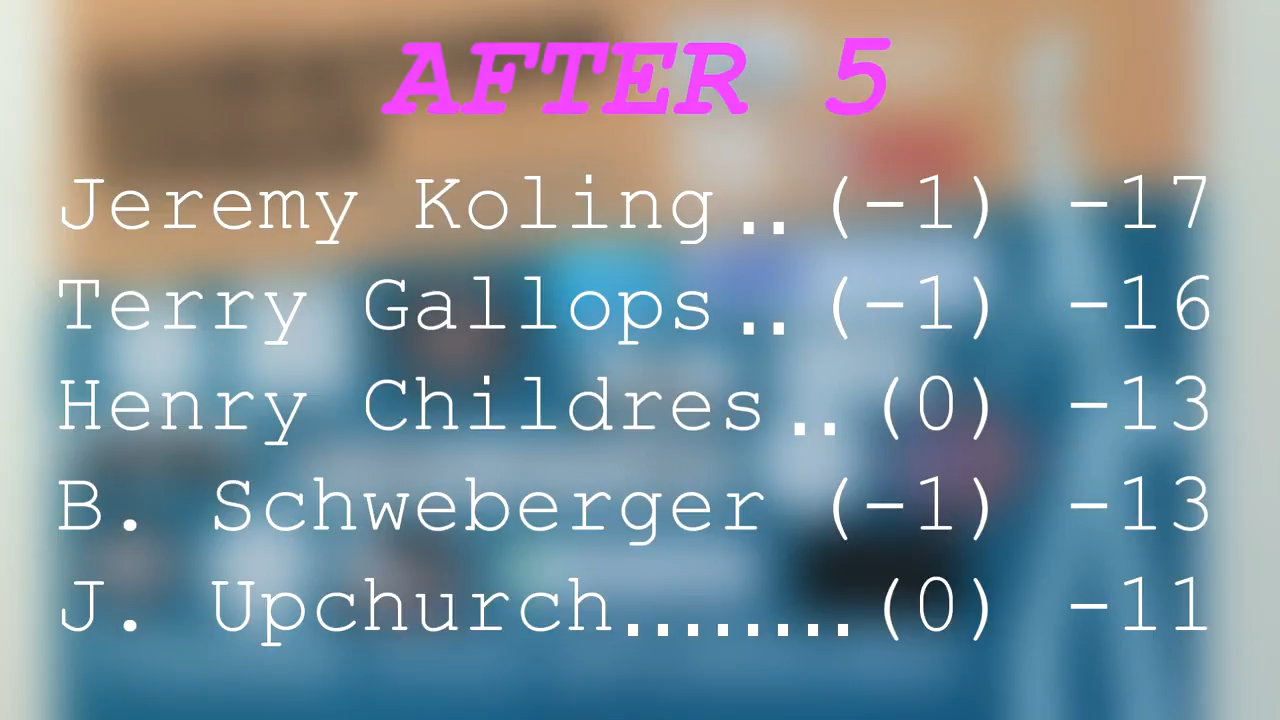 AFTER 5
Jeremy Koling.. (-1) -17
Terry Gallops.. (-1) -16
Henry Childres.. (0) -13
B. Schweberger (-1) -13
J. Upchurch........ (0) -11